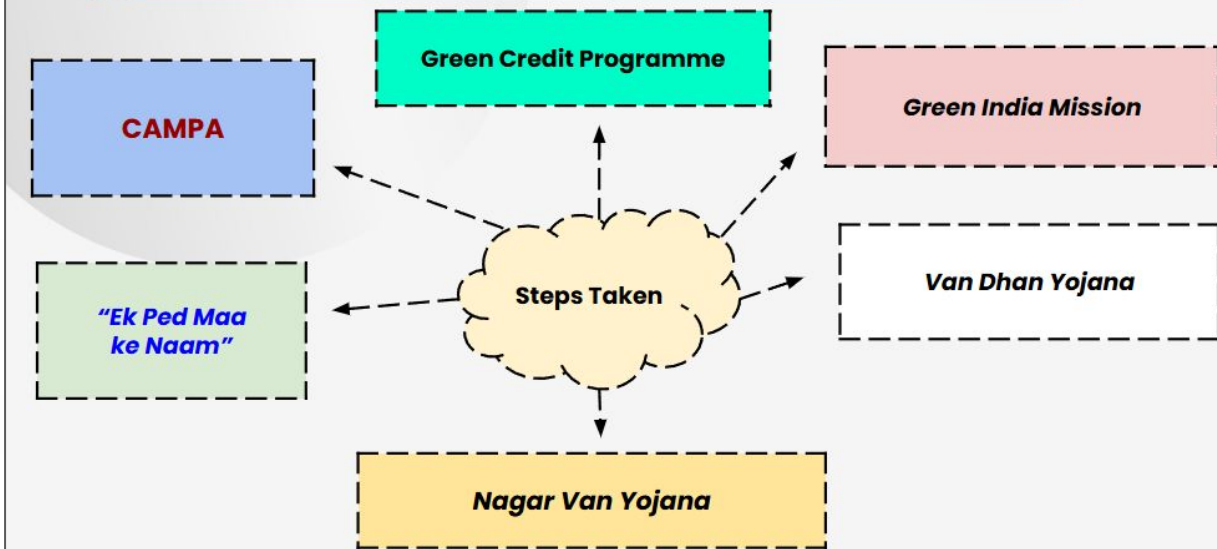 Green Credit Programme
CAMPA
Green India Mission
Steps Taken
Van Dhan Yojana
“Ek Ped Maa
ke Naam”
Nagar Van Yojana